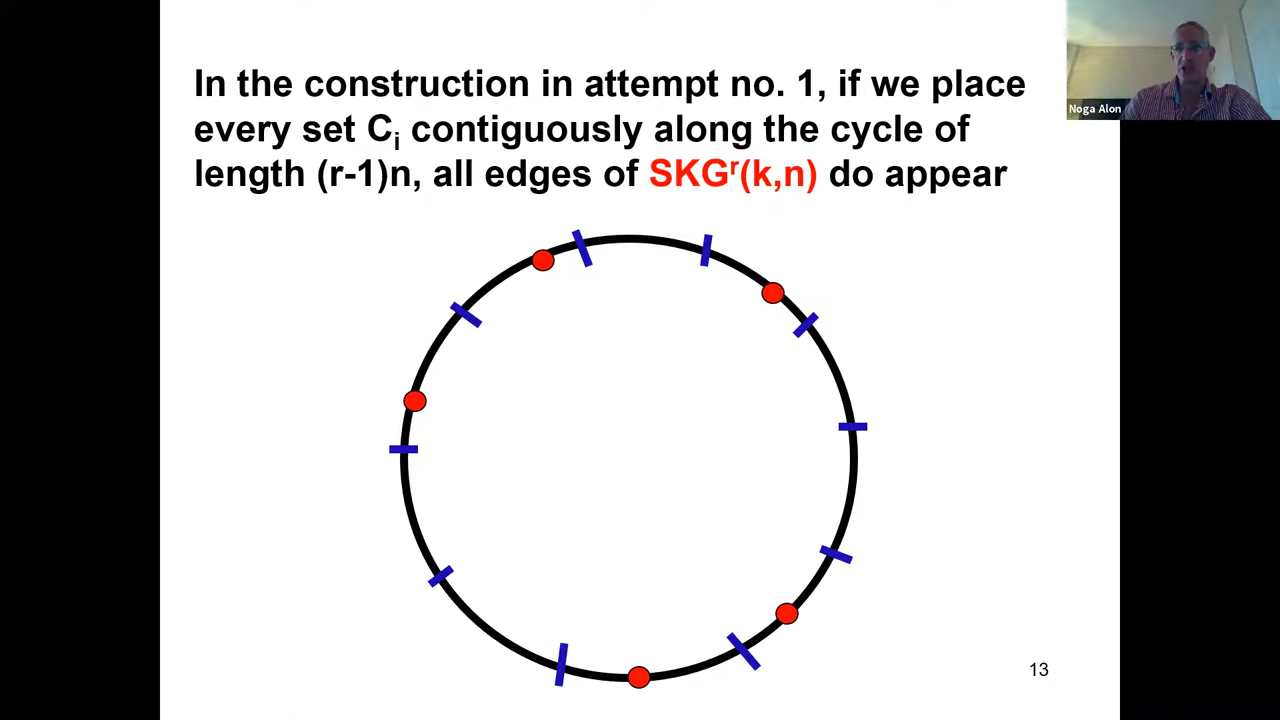 In the construction in attempt no. 1, if we place
every set Cᵢ contiguously along the cycle of
length (r-1)n, all edges of SKGʳ(k,n) do appear
Noga Alon
13